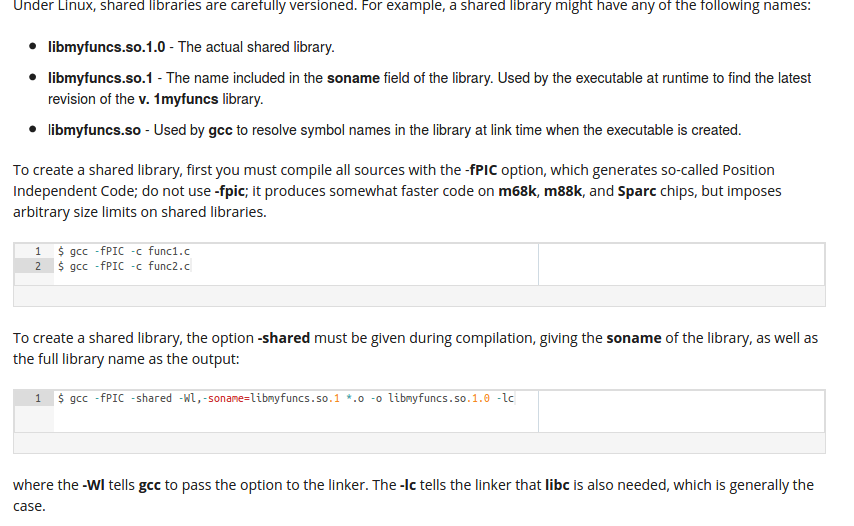 Under Linux, shared libraries are carefully versioned. For example, a shared library might have any of the following names:
● libmyfuncs.so.1.0 - The actual shared library.
● libmyfuncs.so.1 - The name included in the soname field of the library. Used by the executable at runtime to find the latest
revision of the v. 1myfuncs library.
● libmyfuncs.so - Used by gcc to resolve symbol names in the library at link time when the executable is created.
To create a shared library, first you must compile all sources with the -fPIC option, which generates so-called Position
Independent Code; do not use -fpic; it produces somewhat faster code on m68k, m88k, and Sparc chips, but imposes
arbitrary size limits on shared libraries.
1 $ gcc -fPIC -c func1.c
2 $ gcc -fPIC -c func2.c
To create a shared library, the option -shared must be given during compilation, giving the soname of the library, as well as
the full library name as the output:
1 $ gcc -fPIC -shared -Wl,-soname=libmyfuncs.so.1 *.o -o libmyfuncs.so.1.0 -lc
where the -Wl tells gcc to pass the option to the linker. The -lc tells the linker that libc is also needed, which is generally the
case.